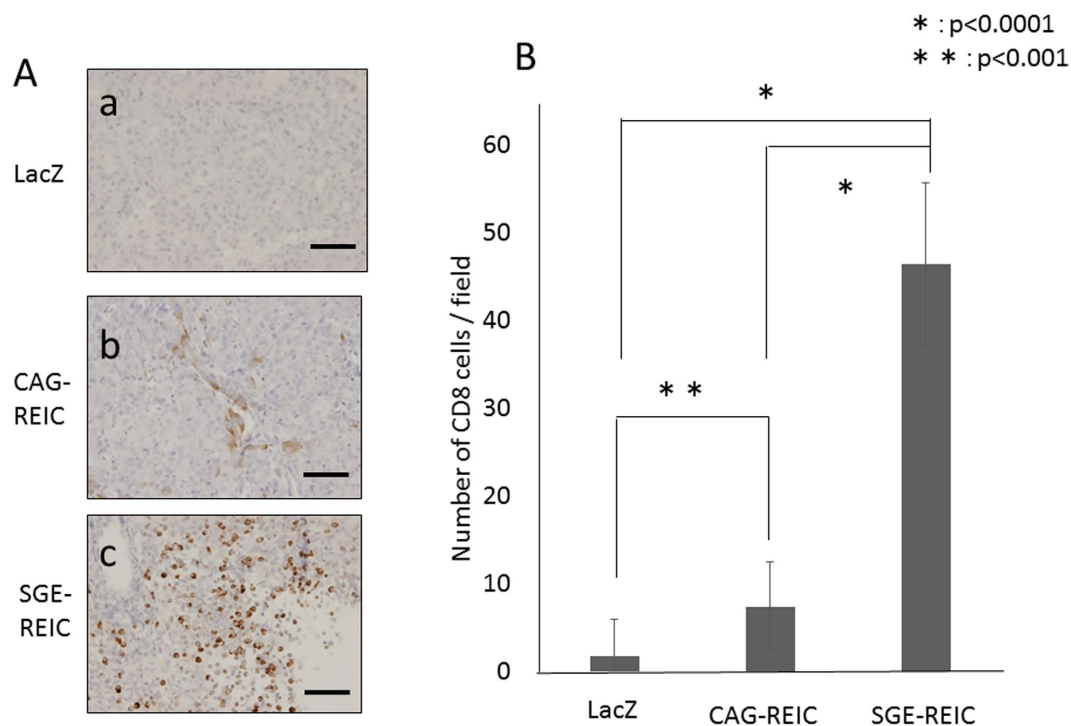 A
a
LacZ
b
CAG-
REIC
c
SGE-
REIC
B
* : p<0.0001
* * : p<0.001
*
*
* *
Number of CD8 cells / field
60
50
40
30
20
10
0
LacZ
CAG-REIC
SGE-REIC